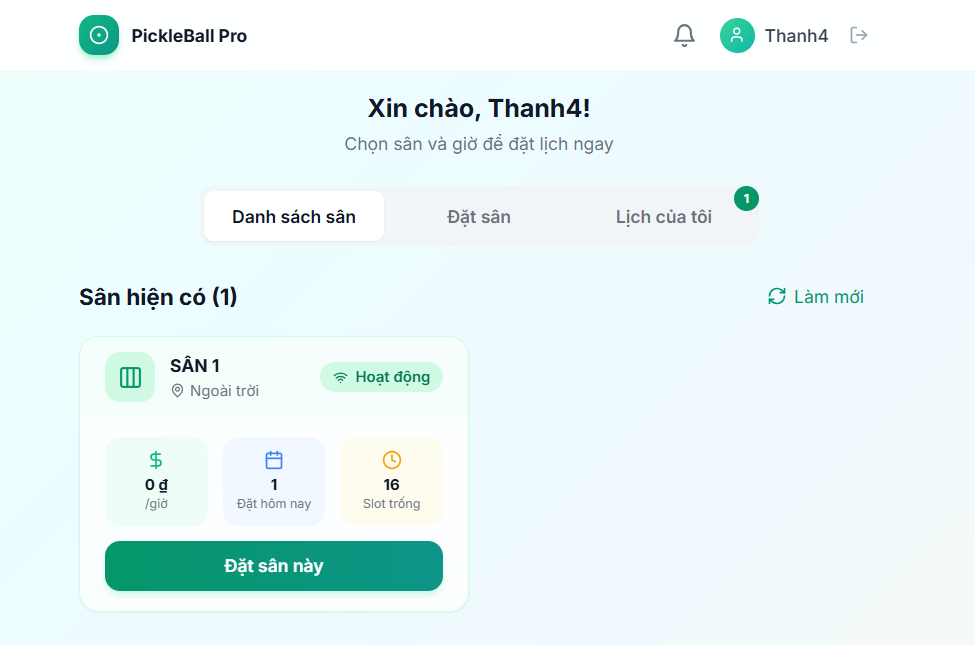 PickleBall Pro
Thanh4
Xin chào, Thanh4!
Chọn sân và giờ để đặt lịch ngay
Danh sách sân
Đặt sân
Lịch của tôi
1
Sân hiện có (1)
Làm mới
SÂN 1
Ngoài trời
Hoạt động
0 ₫
/giờ
1
Đặt hôm nay
16
Slot trống
Đặt sân này